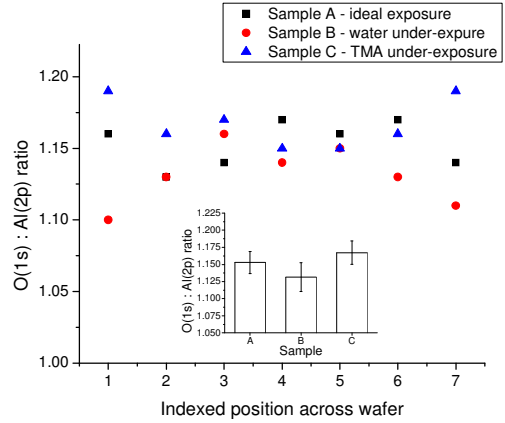 Sample A - ideal exposure
Sample B - water under-expure
Sample C - TMA under-exposure
O(1s) : Al(2p) ratio
1.20
1.15
1.10
1.05
1.00
1
2
3
4
5
6
7
Indexed position across wafer
O(1s) : Al(2p) ratio
1.225
1.200
1.175
1.150
1.125
1.100
1.075
1.050
A
B
C
Sample